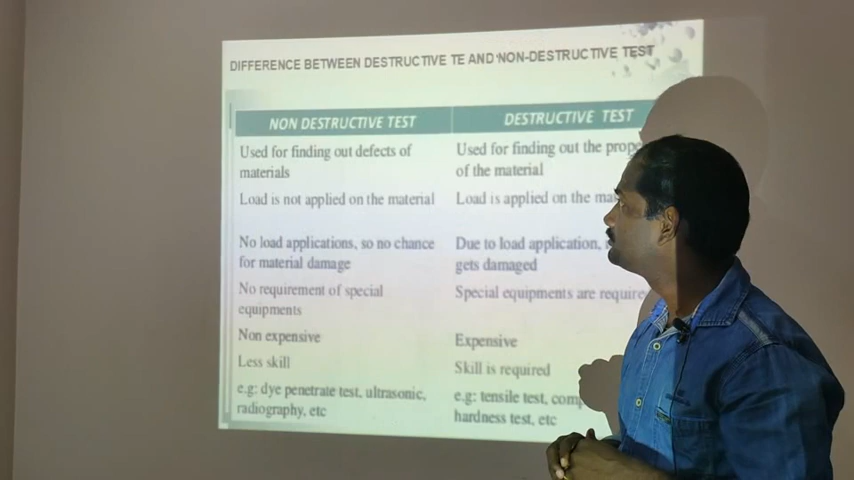 DIFFERENCE BETWEEN DESTRUCTIVE TE AND 'NON-DESTRUCTIVE TEST
NON DESTRUCTIVE TEST
DESTRUCTIVE TEST
Used for finding out defects of
materials
Used for finding out the prope
of the material
Load is not applied on the material
Load is applied on the ma
No load applications, so no chance
for material damage
Due to load application,
gets damaged
No requirement of special
equipments
Special equipments are require
Non expensive
Expensive
Less skill
Skill is required
e.g: dye penetrate test, ultrasonic,
radiography, etc
e.g: tensile test, com
hardness test, etc